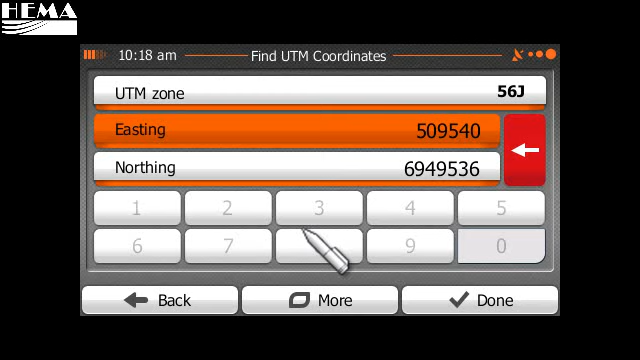 HEMA
10:18 am Find UTM Coordinates
UTM zone 56J
Easting 509540
Northing 6949536
1 2 3 4 5
6 7 9 0
Back More Done